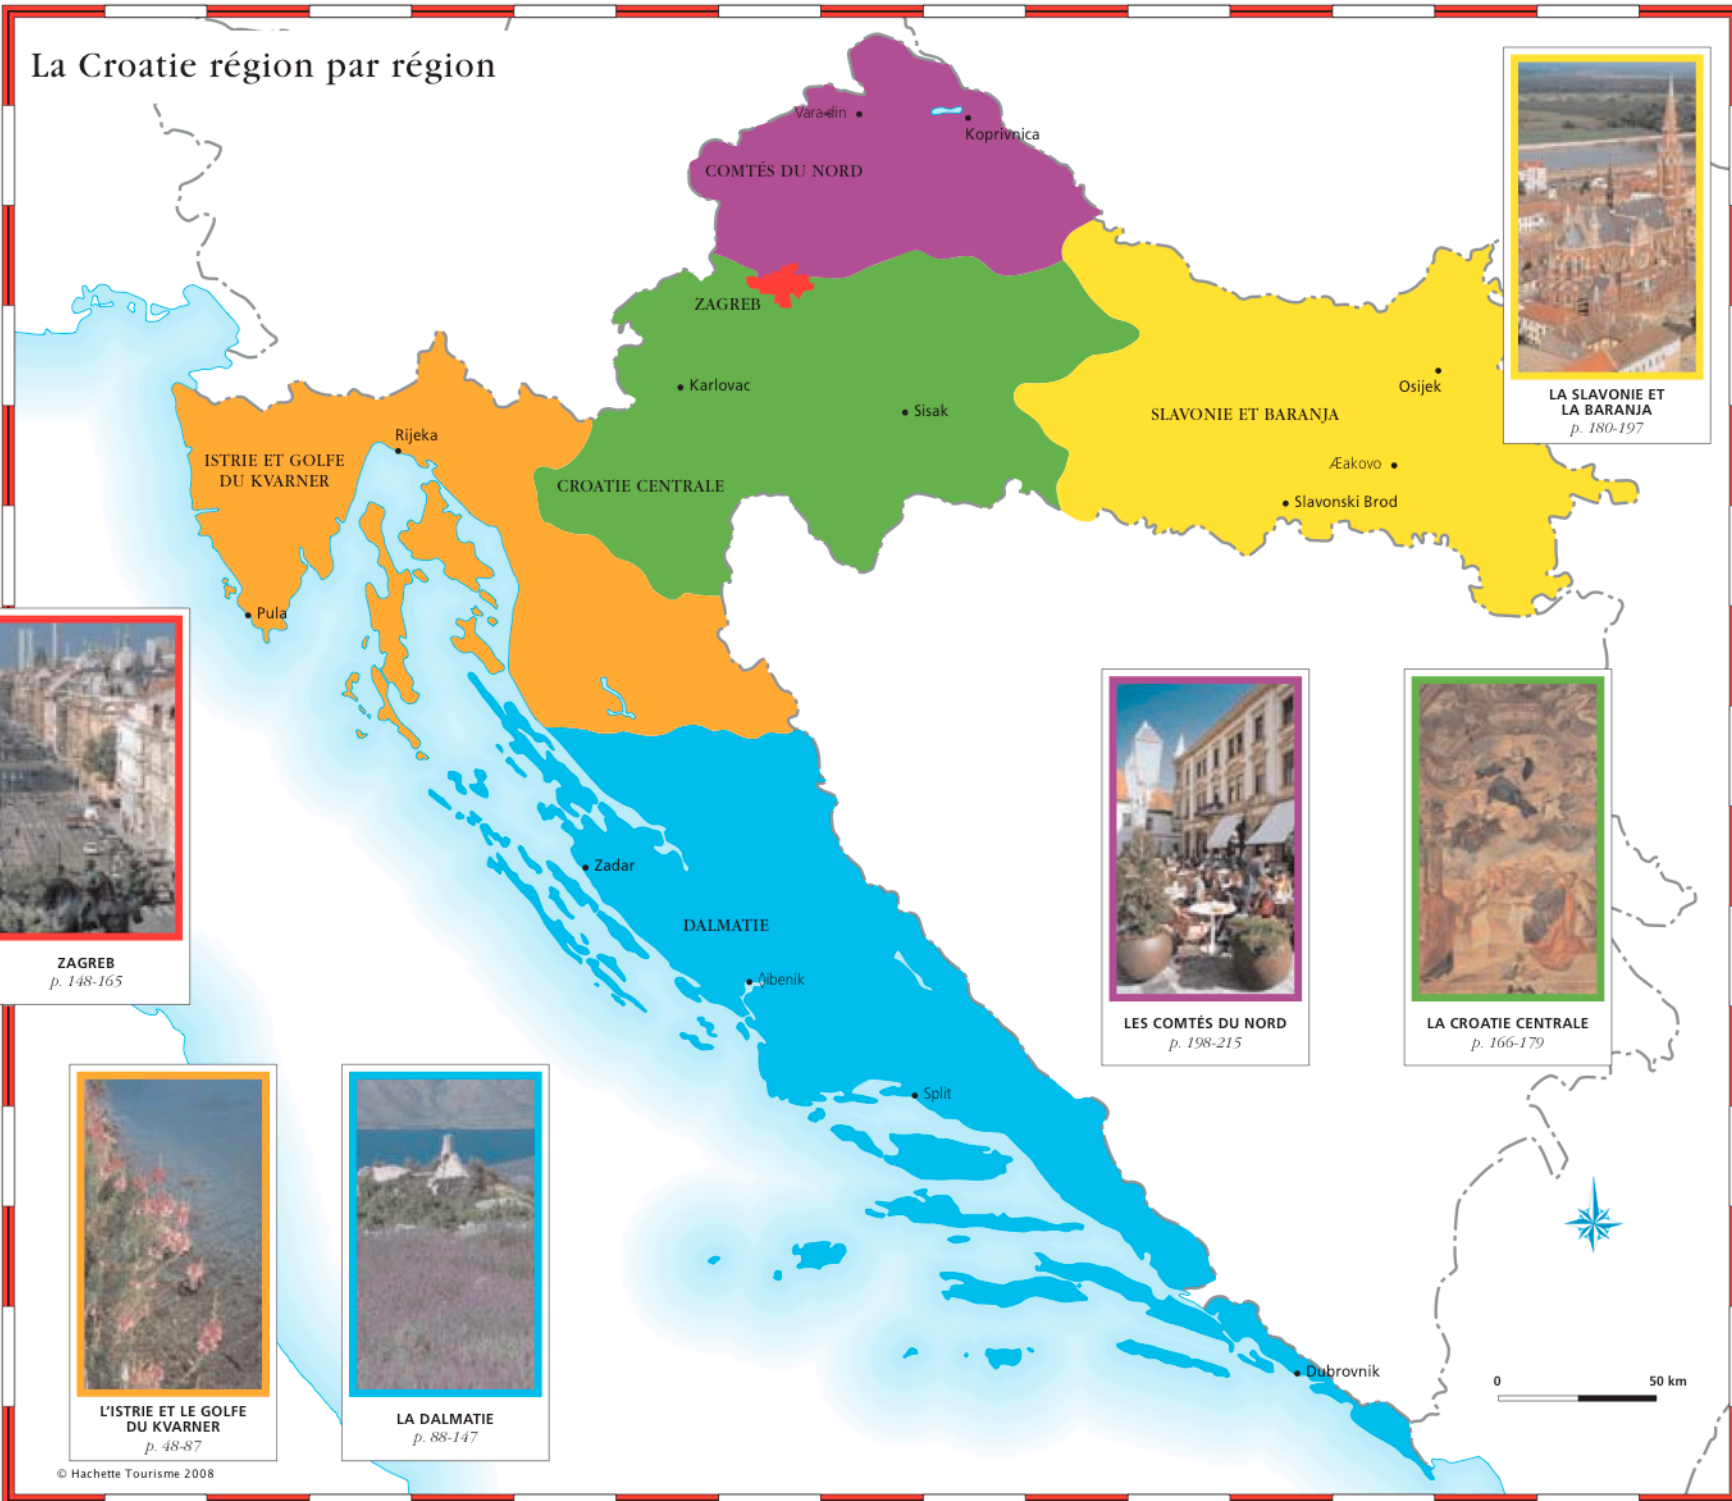 La Croatie région par région
Vara-din
Koprivnica
COMTÉS DU NORD
ZAGREB
Karlovac
Sisak
Osijek
SLAVONIE ET BARANJA
Æakovo
Slavonski Brod
LA SLAVONIE ET
LA BARANJA
p. 180-197
Rijeka
ISTRIE ET GOLFE
DU KVARNER
CROATIE CENTRALE
Pula
Zadar
DALMATIE
ibenik
Split
Dubrovnik
ZAGREB
p. 148-165
LES COMTÉS DU NORD
p. 198-215
LA CROATIE CENTRALE
p. 166-179
L'ISTRIE ET LE GOLFE
DU KVARNER
p. 48-87
LA DALMATIE
p. 88-147
0 50 km
© Hachette Tourisme 2008